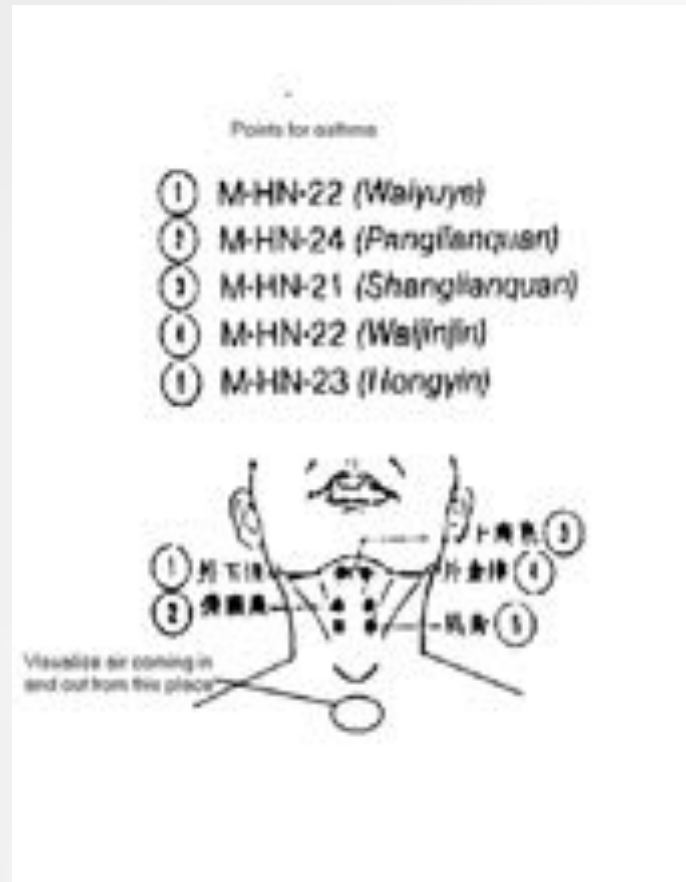 Points for asthma
1 M-HN-22 (Waiyuye)
2 M-HN-24 (Panglianquan)
3 M-HN-21 (Shanglianquan)
4 M-HN-22 (Waijinjin)
5 M-HN-23 (Hongyin)
3
1
4
2
5
Visualise air coming in
and out from this place